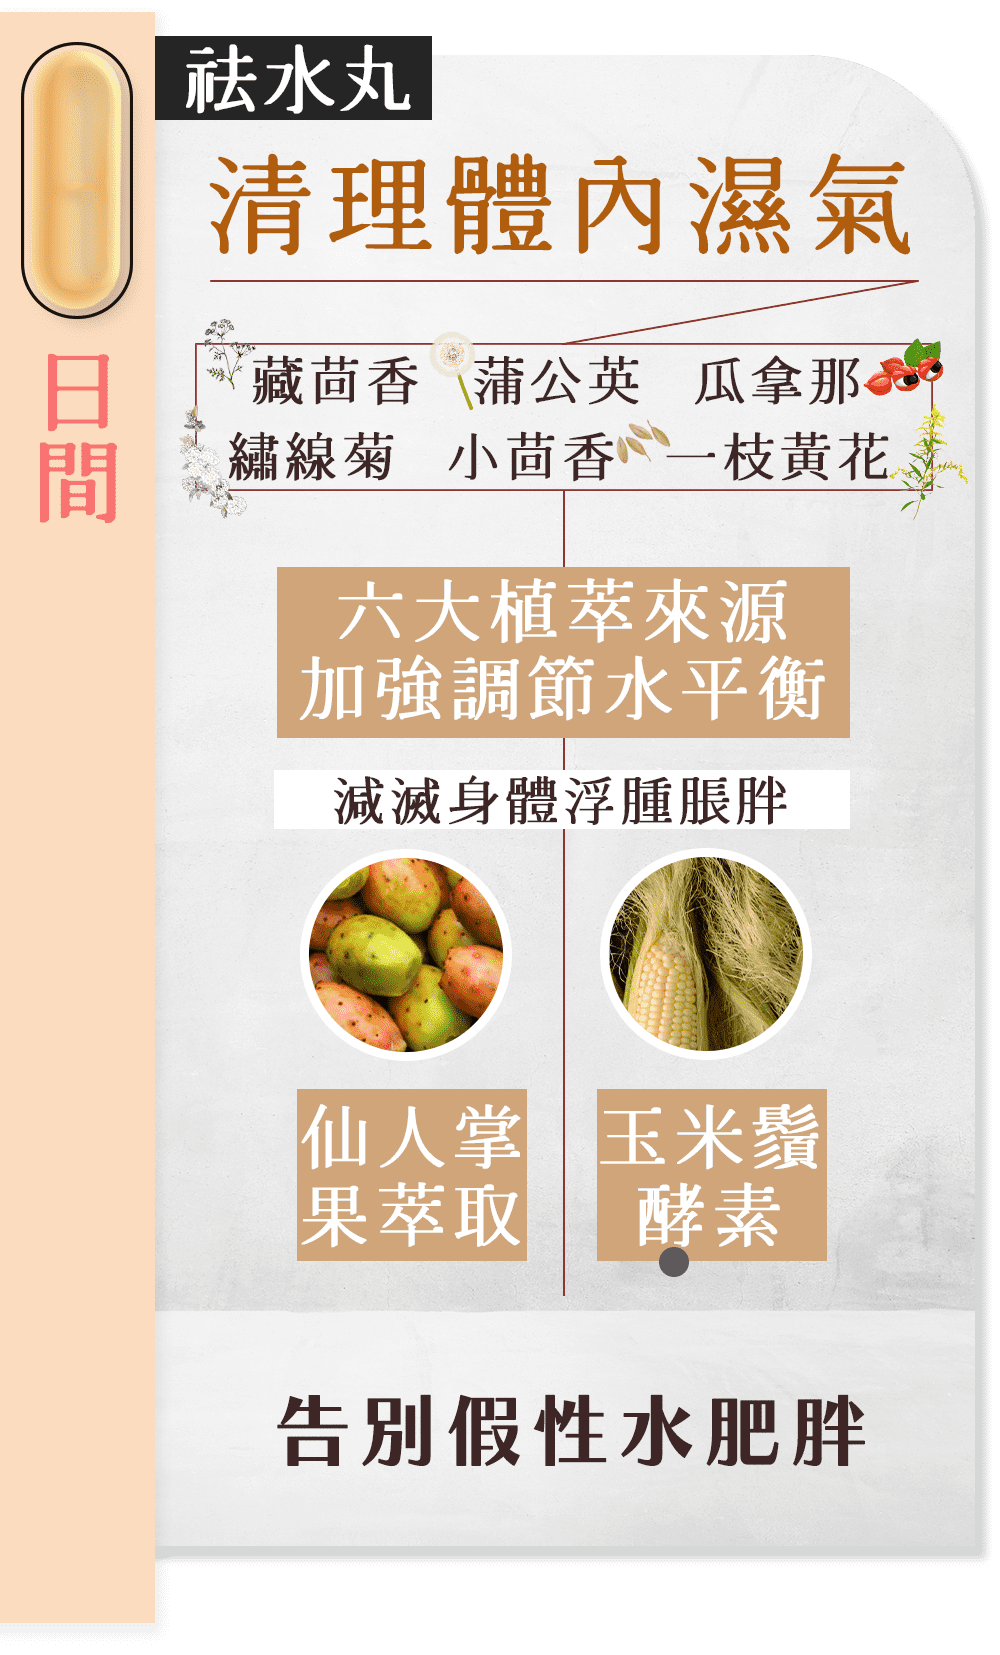 祛水丸
清理體內濕氣
日間
藏茴香 蒲公英 瓜拿那
繡線菊 小茴香 一枝黃花
六大植萃來源
加強調節水平衡
減滅身體浮腫脹胖
仙人掌
果萃取
玉米鬚
酵素
告別假性水肥胖